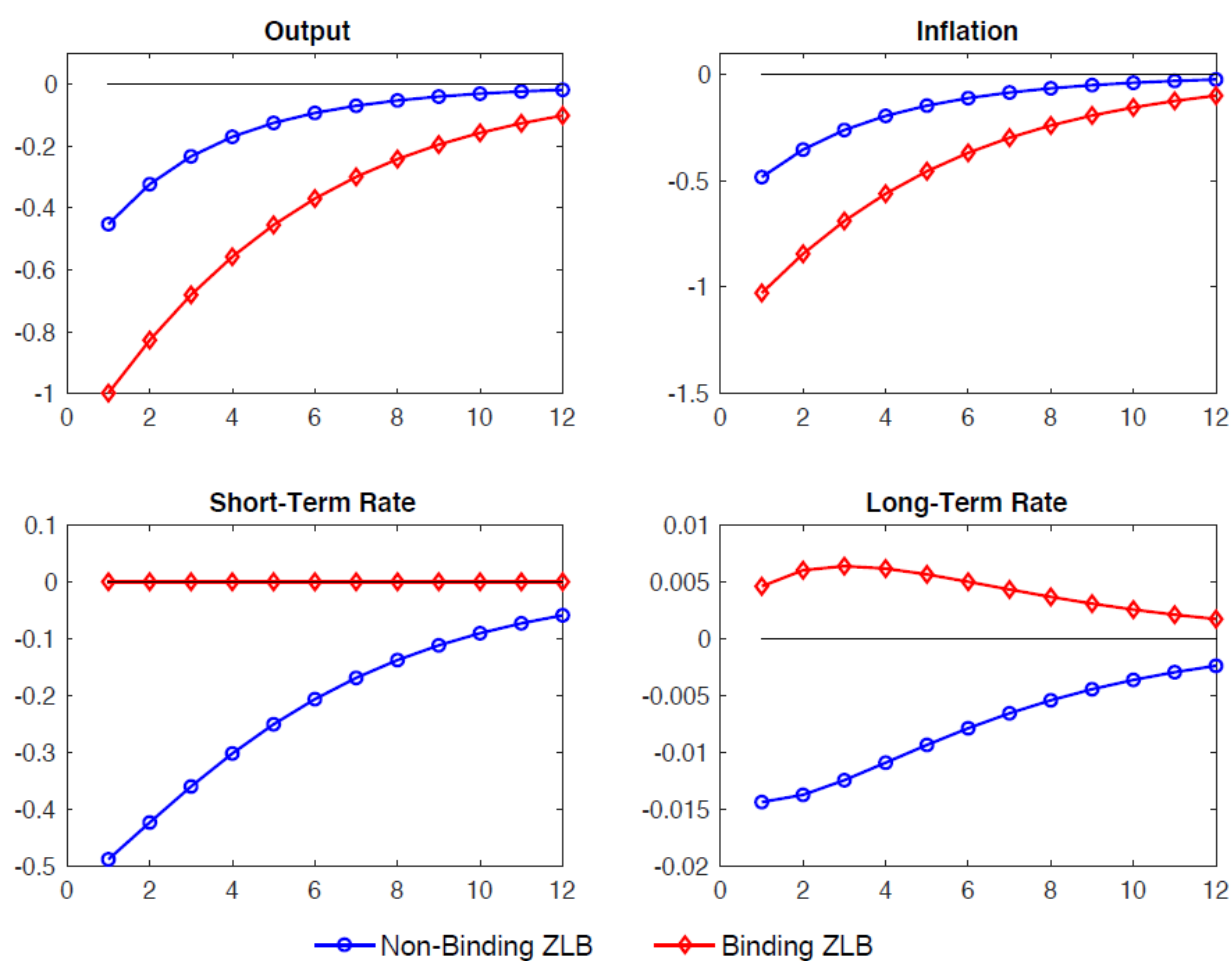 Output
0
-0.2
-0.4
-0.6
-0.8
-1
0 2 4 6 8 10 12
Inflation
0
-0.5
-1
-1.5
0 2 4 6 8 10 12
Short-Term Rate
0.1
0
-0.1
-0.2
-0.3
-0.4
-0.5
0 2 4 6 8 10 12
Long-Term Rate
0.01
0.005
0
-0.005
-0.01
-0.015
-0.02
0 2 4 6 8 10 12
Non-Binding ZLB Binding ZLB